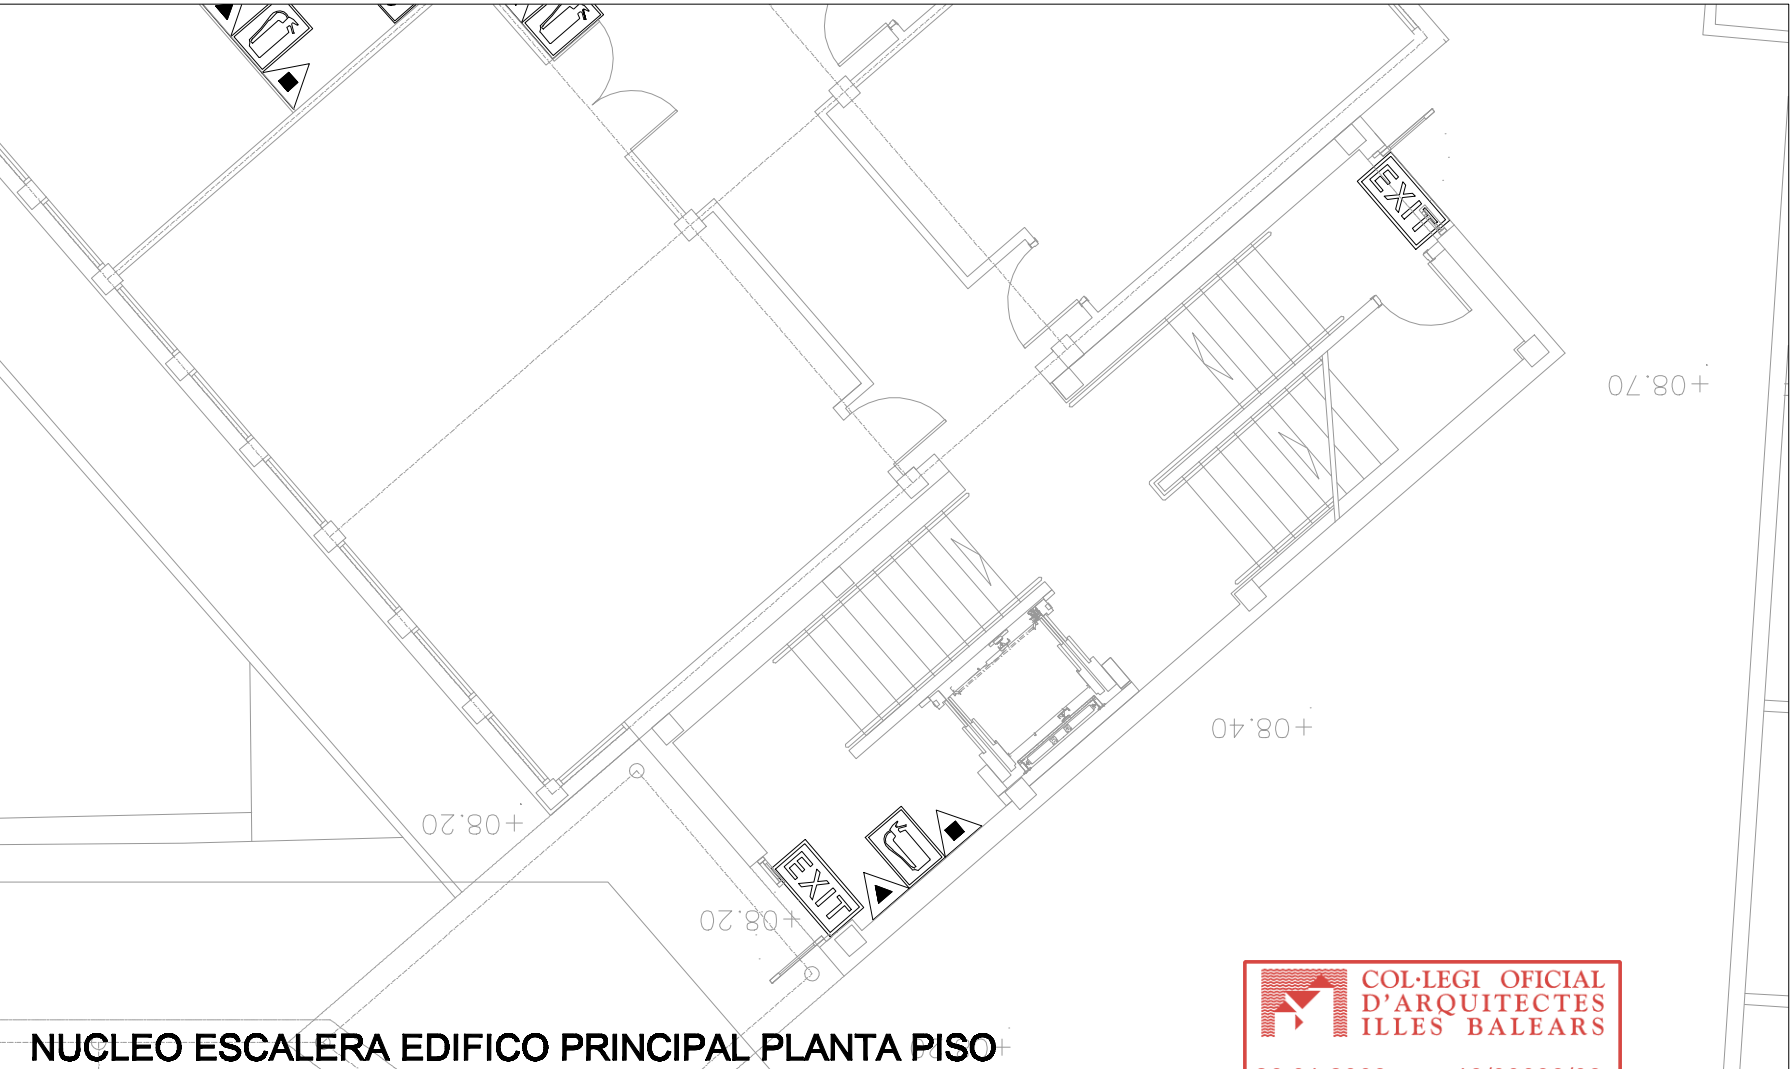 EXIT
+08.70
+08.40
+08.20
EXIT
+08.20
COL·LEGI OFICIAL
D'ARQUITECTES
ILLES BALEARS
NUCLEO ESCALERA EDIFICO PRINCIPAL PLANTA PISO